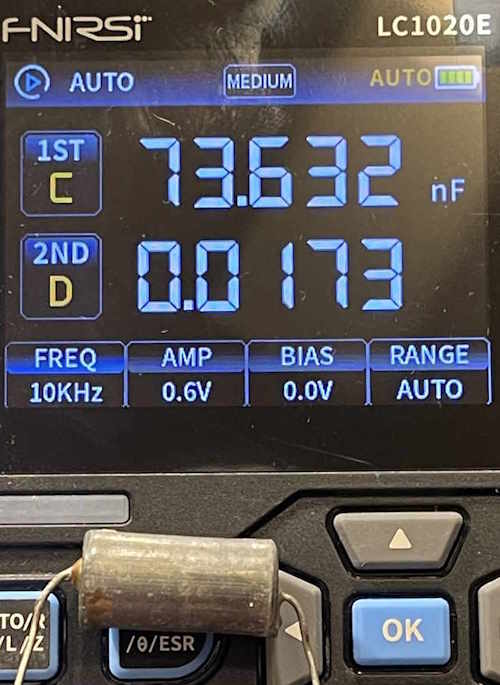 FNIRSI LC1020E
AUTO MEDIUM AUTO
1ST
C
73.632 nF
2ND
D
0.0173
FREQ AMP BIAS RANGE
10KHz 0.6V 0.0V AUTO
/L/Z
/θ/ESR
OK